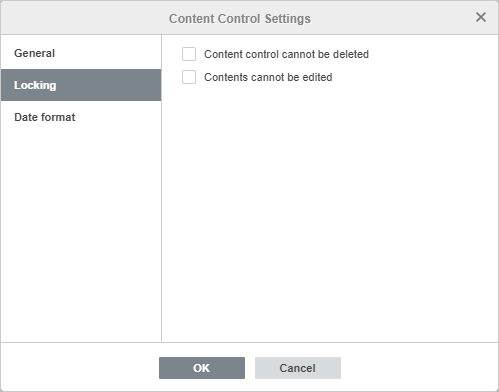 Content Control Settings
General
Locking
Date format
Content control cannot be deleted
Contents cannot be edited
OK
Cancel